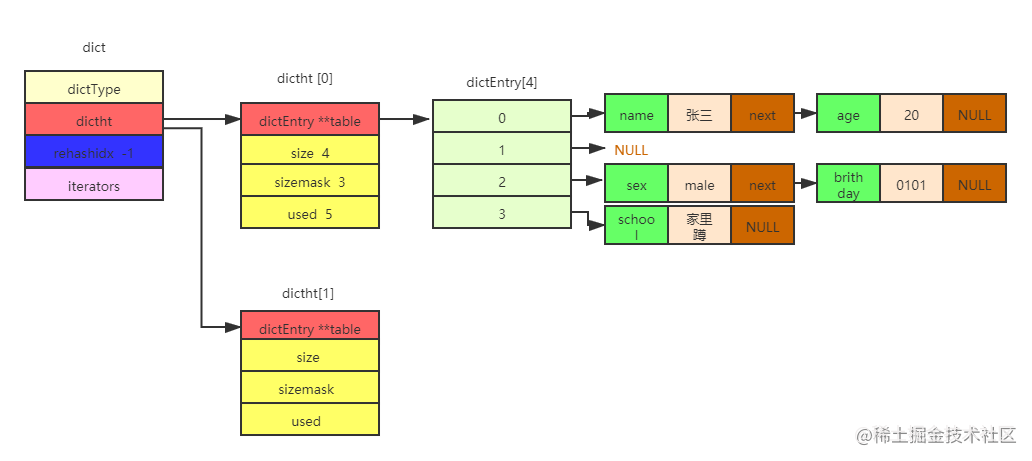 dict
dictType
dictht
rehashidx -1
iterators
dictht [0]
dictEntry **table
size 4
sizemask 3
used 5
dictEntry[4]
0
1
2
3
name
张三
next
age
20
NULL
NULL
sex
male
next
brith
day
0101
NULL
schoo
l
家里
蹲
NULL
dictht[1]
dictEntry **table
size
sizemask
used
@稀土掘金技术社区